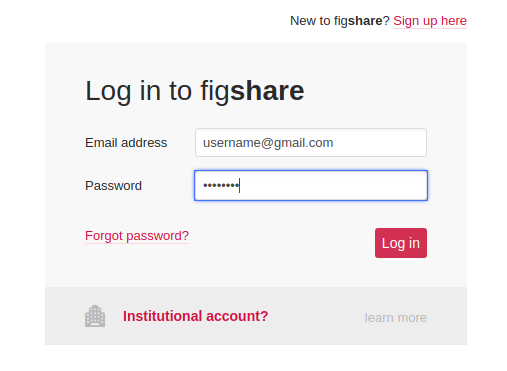 New to figshare? Sign up here
Log in to figshare
Email address username@gmail.com
Password ••••••••
Forgot password? Log in
Institutional account? learn more